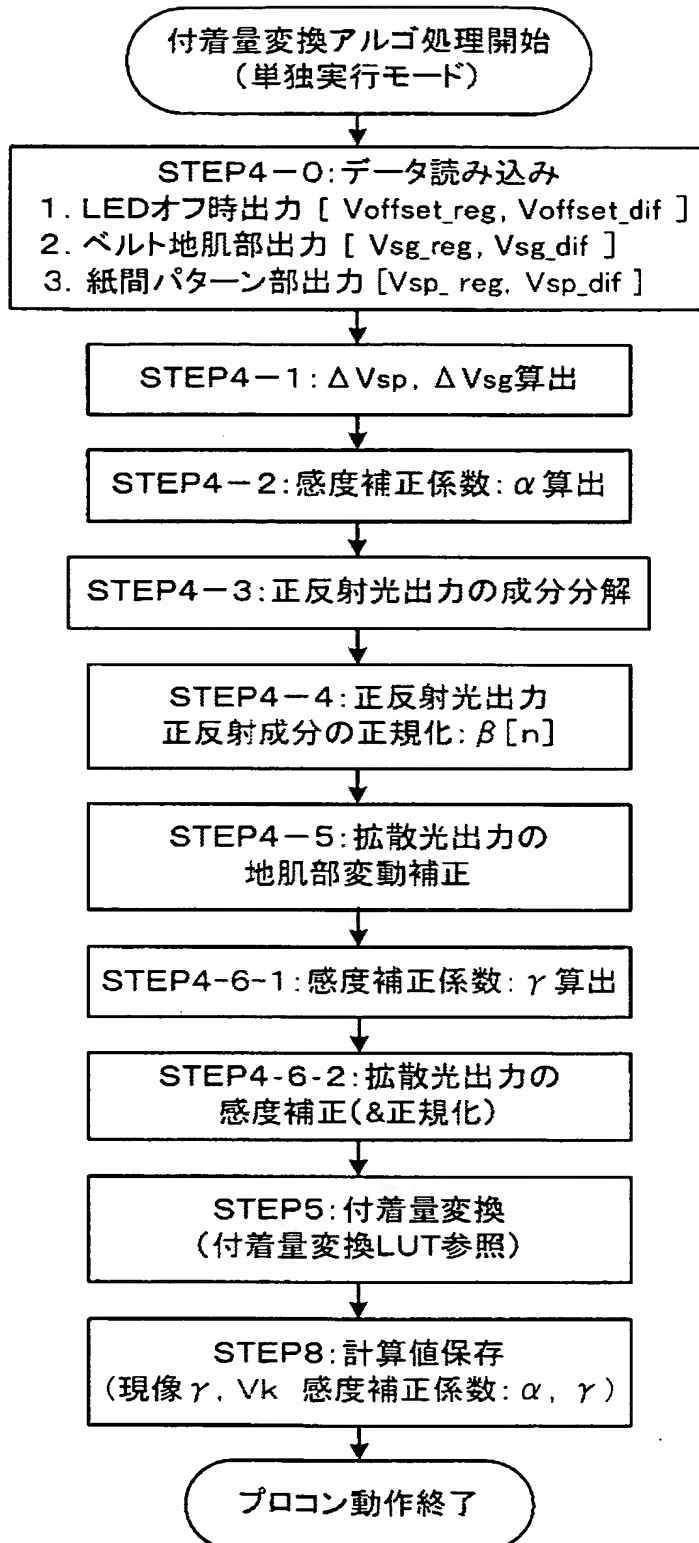 付着量変換アルゴ処理開始
(単独実行モード)
STEP4-0:データ読み込み
1. LEDオフ時出力 [ Voffset_reg, Voffset_dif ]
2. ベルト地肌部出力 [ Vsg_reg, Vsg_dif ]
3. 紙間パターン部出力 [Vsp_ reg, Vsp_dif ]
STEP4-1:ΔVsp, ΔVsg算出
STEP4-2:感度補正係数:α算出
STEP4-3:正反射光出力の成分分解
STEP4-4:正反射光出力
正反射成分の正規化:β[n]
STEP4-5:拡散光出力の
地肌部変動補正
STEP4-6-1:感度補正係数:γ算出
STEP4-6-2:拡散光出力の
感度補正(&正規化)
STEP5:付着量変換
(付着量変換LUT参照)
STEP8:計算値保存
(現像γ, Vk 感度補正係数:α, γ)
プロコン動作終了